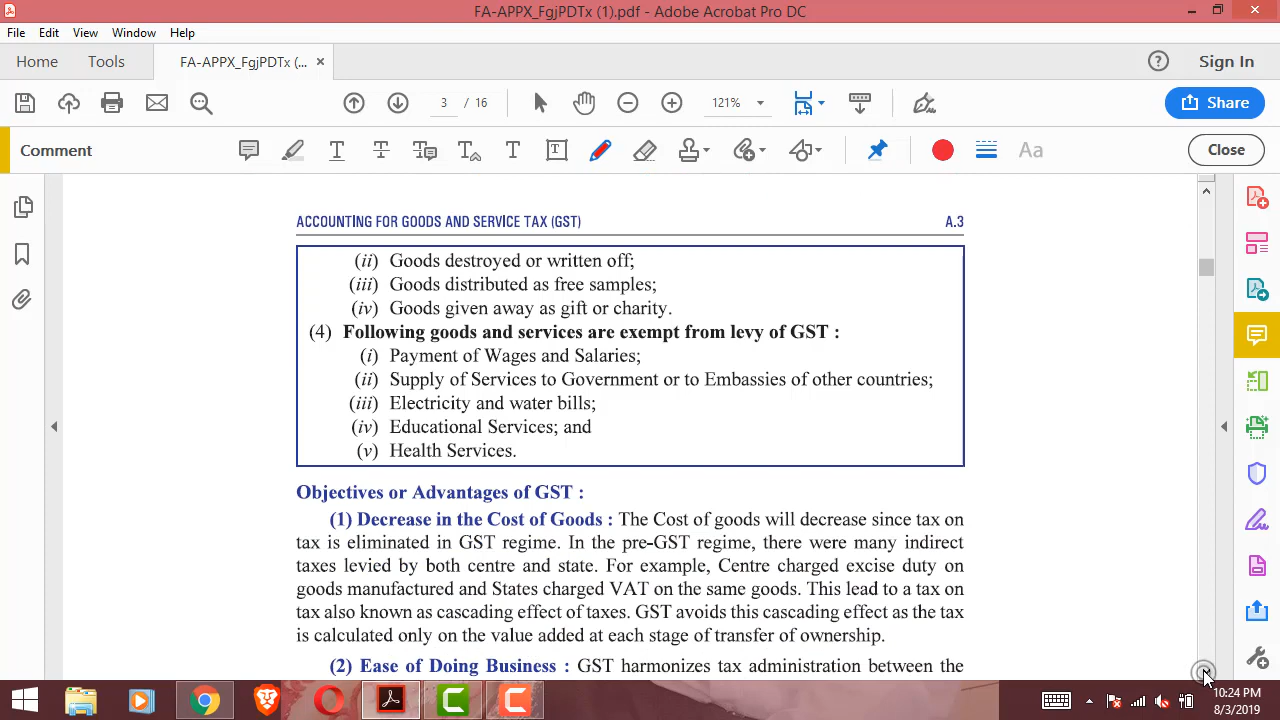 FA-APPX_FgjPDTx (1).pdf - Adobe Acrobat Pro DC
File Edit View Window Help
Home Tools FA-APPX_FgjPDTx (... × Sign In
3 / 16 121% Share
Comment T T T T T T Aa Close
ACCOUNTING FOR GOODS AND SERVICE TAX (GST) A.3
(ii) Goods destroyed or written off;
(iii) Goods distributed as free samples;
(iv) Goods given away as gift or charity.
(4) Following goods and services are exempt from levy of GST :
(i) Payment of Wages and Salaries;
(ii) Supply of Services to Government or to Embassies of other countries;
(iii) Electricity and water bills;
(iv) Educational Services; and
(v) Health Services.
Objectives or Advantages of GST :
(1) Decrease in the Cost of Goods : The Cost of goods will decrease since tax on
tax is eliminated in GST regime. In the pre-GST regime, there were many indirect
taxes levied by both centre and state. For example, Centre charged excise duty on
goods manufactured and States charged VAT on the same goods. This lead to a tax on
tax also known as cascading effect of taxes. GST avoids this cascading effect as the tax
is calculated only on the value added at each stage of transfer of ownership.
(2) Ease of Doing Business : GST harmonizes tax administration between the
10:24 PM
8/3/2019